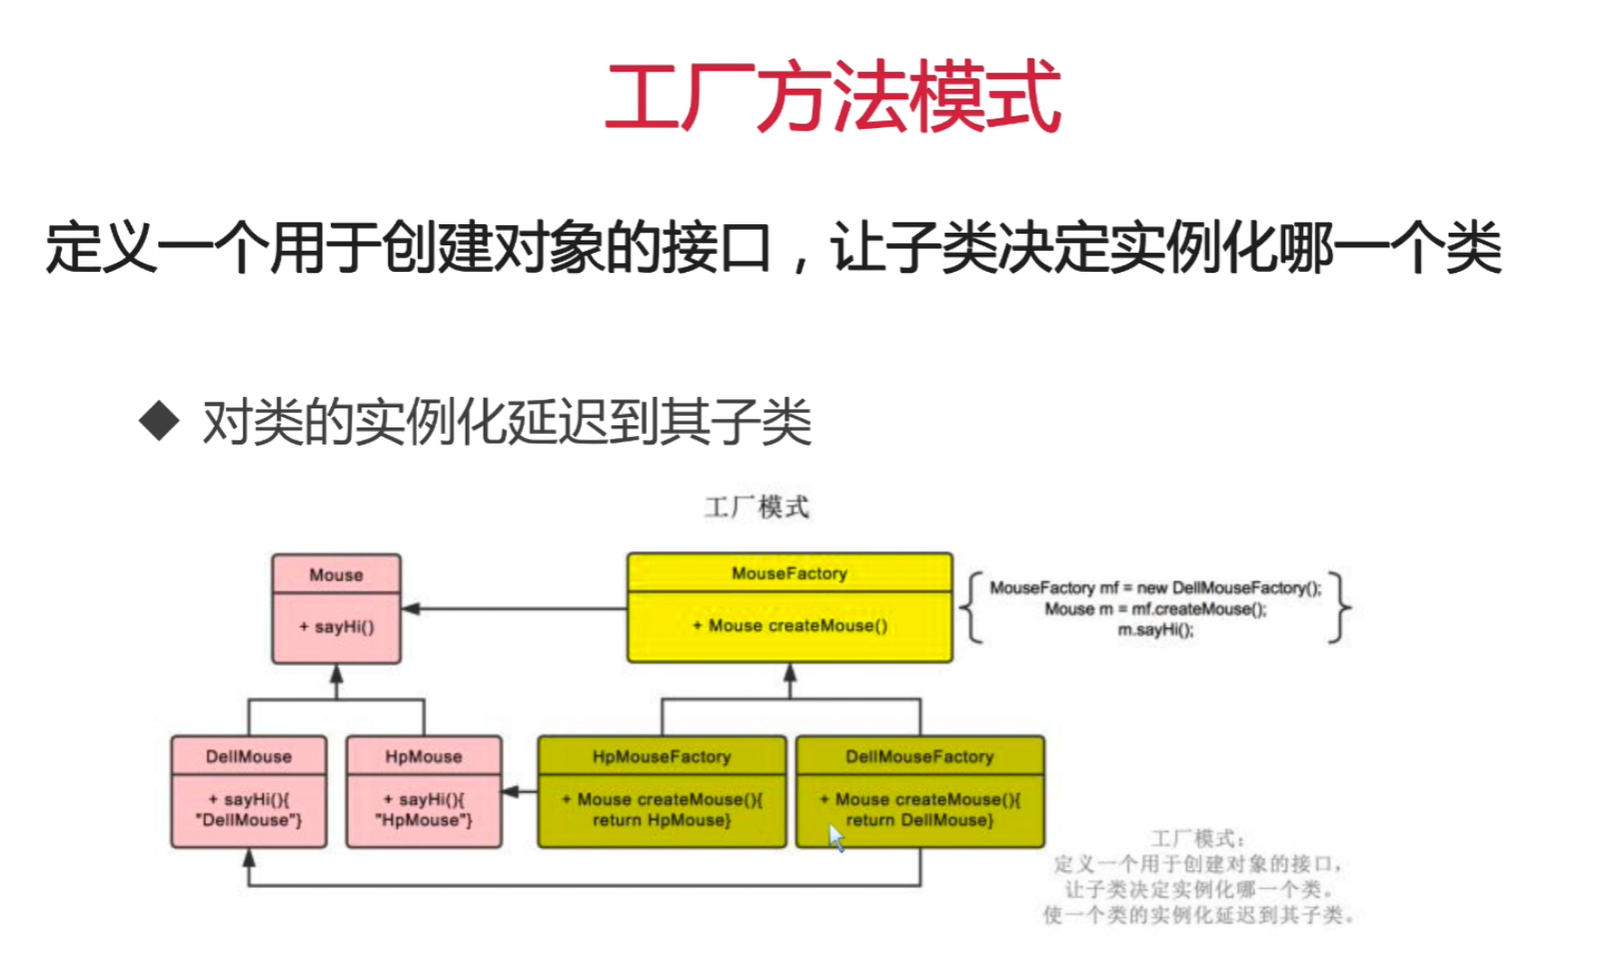 工厂方法模式
定义一个用于创建对象的接口，让子类决定实例化哪一个类
◆ 对类的实例化延迟到其子类
工厂模式
Mouse
+ sayHi()
MouseFactory
+ Mouse createMouse()
MouseFactory mf = new DellMouseFactory();
Mouse m = mf.createMouse();
m.sayHi();
DellMouse
+ sayHi(){
"DellMouse"}
HpMouse
+ sayHi(){
"HpMouse"}
HpMouseFactory
+ Mouse createMouse(){
return HpMouse}
DellMouseFactory
+ Mouse createMouse(){
return DellMouse}
工厂模式：
定义一个用于创建对象的接口，
让子类决定实例化哪一个类。
使一个类的实例化延迟到其子类。